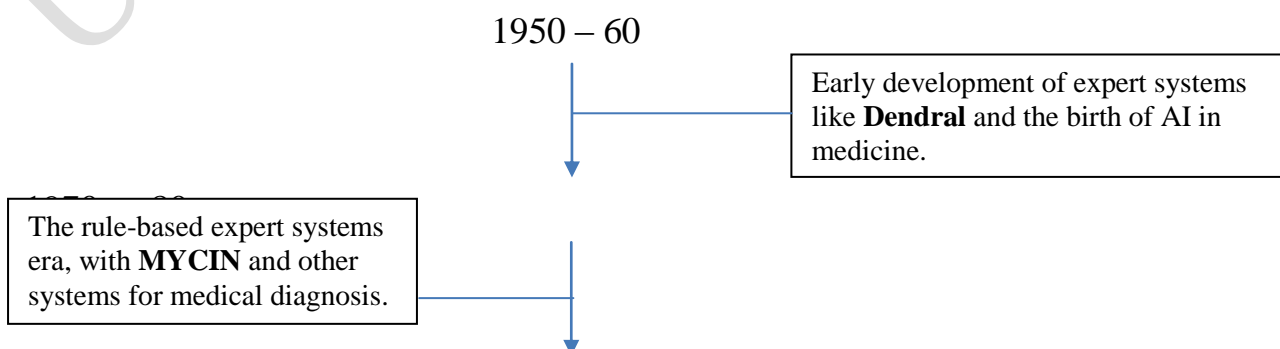 1950 – 60
Early development of expert systems
like Dendral and the birth of AI in
medicine.
The rule-based expert systems
era, with MYCIN and other
systems for medical diagnosis.